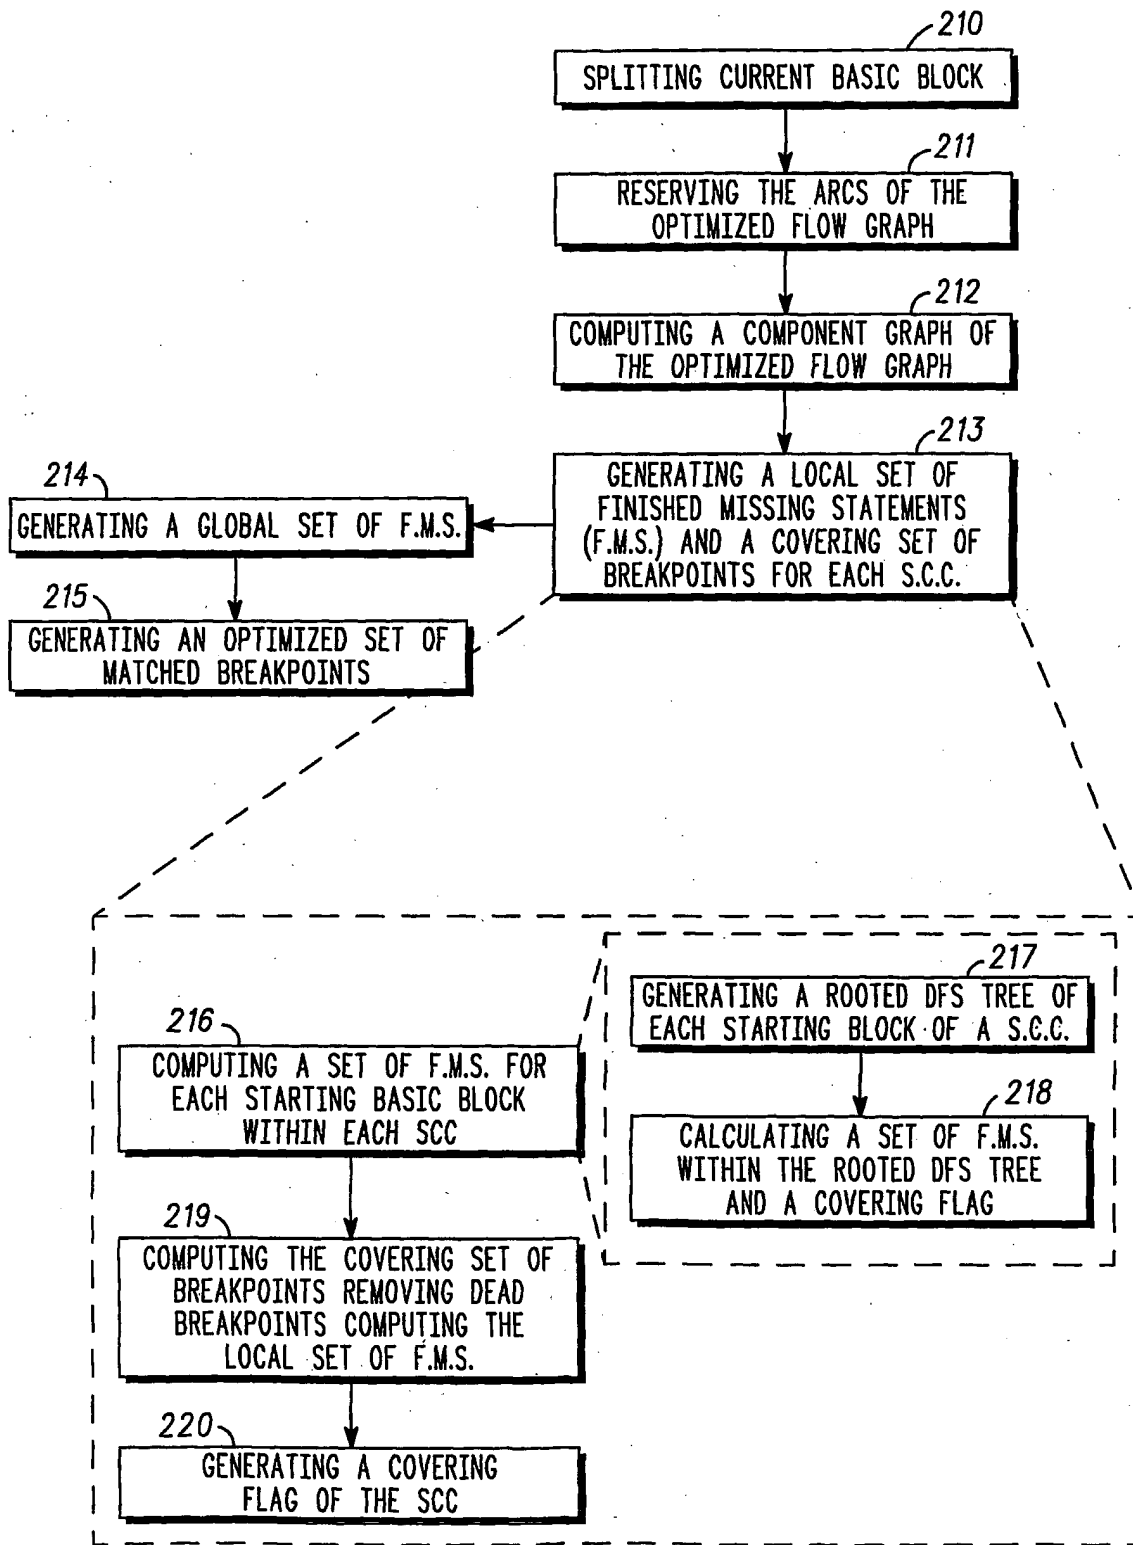 210
SPLITTING CURRENT BASIC BLOCK
211
RESERVING THE ARCS OF THE
OPTIMIZED FLOW GRAPH
212
COMPUTING A COMPONENT GRAPH OF
THE OPTIMIZED FLOW GRAPH
213
GENERATING A LOCAL SET OF
FINISHED MISSING STATEMENTS
(F.M.S.) AND A COVERING SET OF
BREAKPOINTS FOR EACH S.C.C.
214
GENERATING A GLOBAL SET OF F.M.S.
215
GENERATING AN OPTIMIZED SET OF
MATCHED BREAKPOINTS
216
COMPUTING A SET OF F.M.S. FOR
EACH STARTING BASIC BLOCK
WITHIN EACH SCC
217
GENERATING A ROOTED DFS TREE OF
EACH STARTING BLOCK OF A S.C.C.
218
CALCULATING A SET OF F.M.S.
WITHIN THE ROOTED DFS TREE
AND A COVERING FLAG
219
COMPUTING THE COVERING SET OF
BREAKPOINTS REMOVING DEAD
BREAKPOINTS COMPUTING THE
LOCAL SET OF F.M.S.
220
GENERATING A COVERING
FLAG OF THE SCC